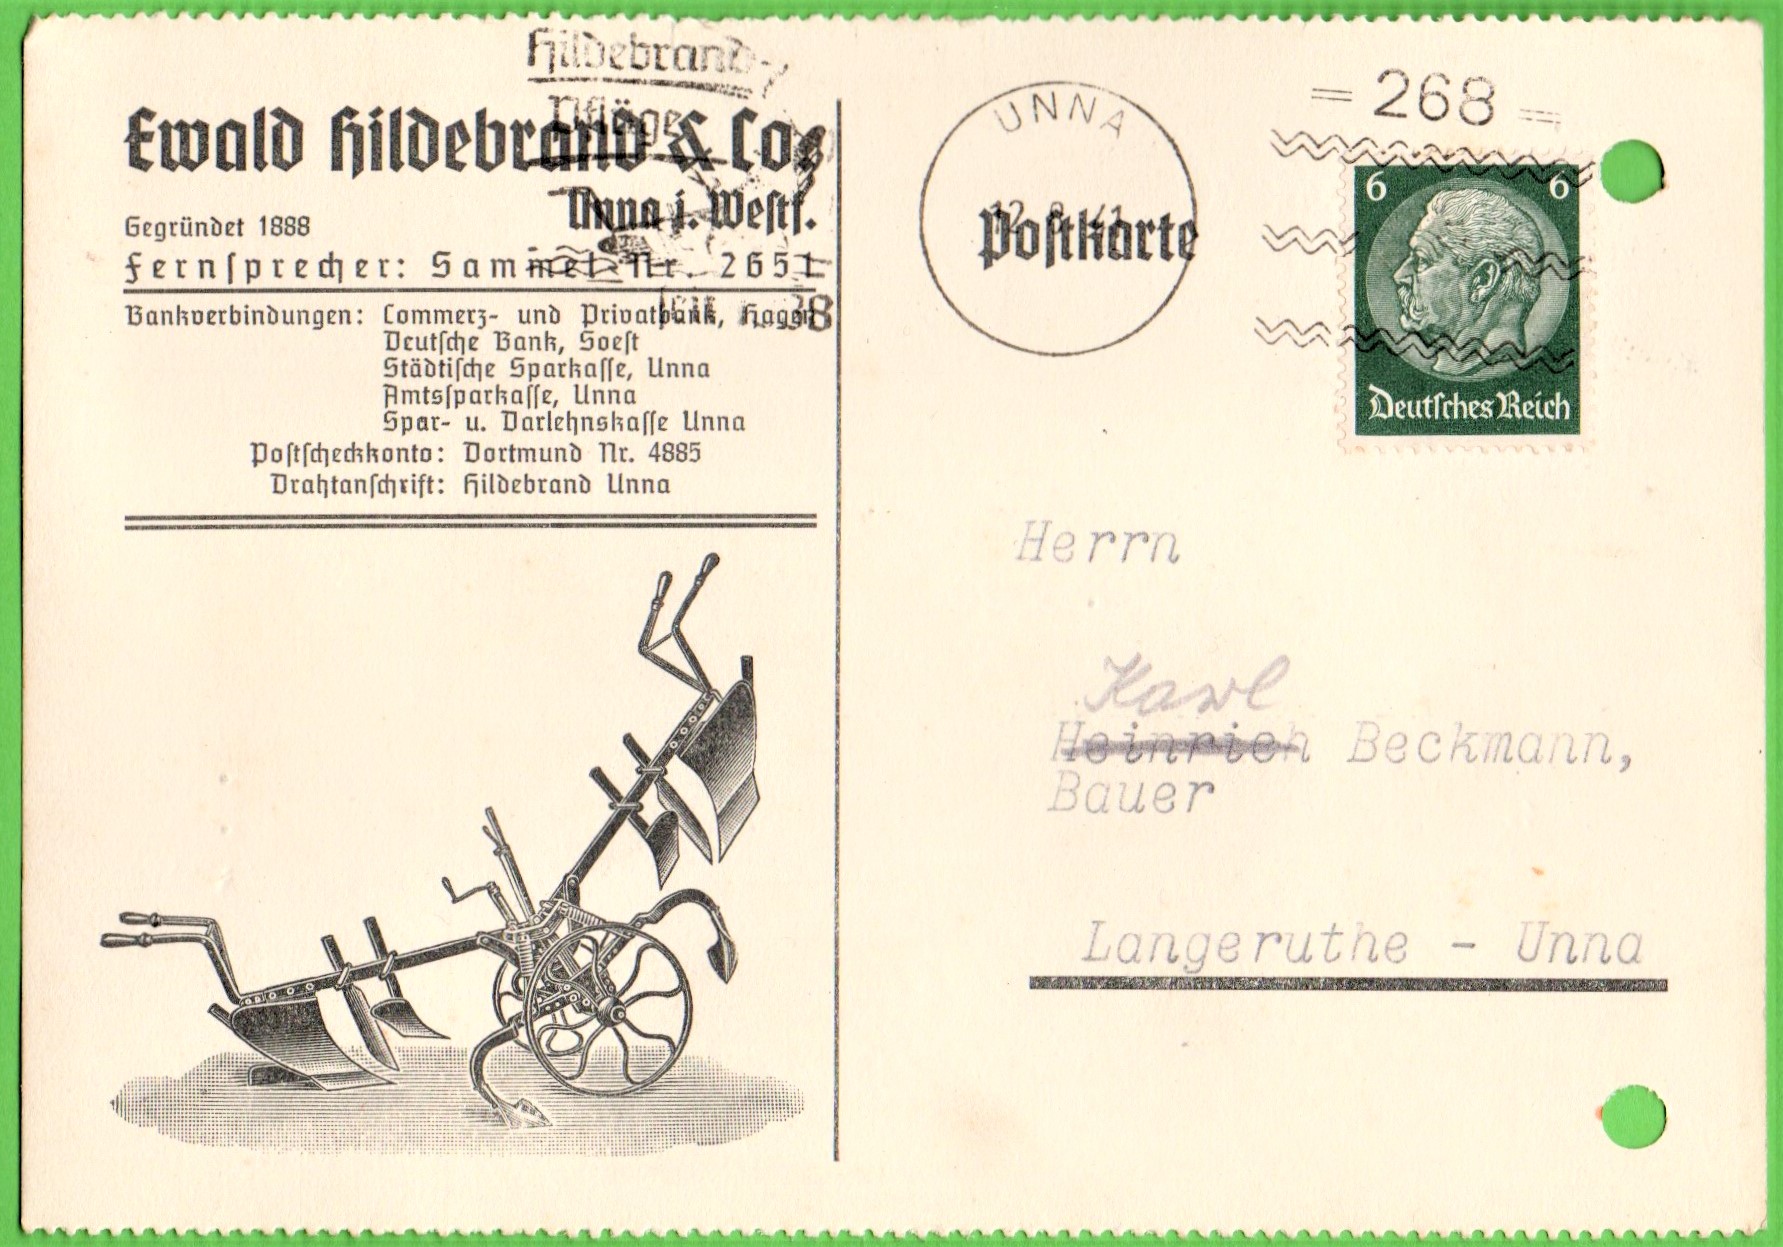 Hildebrand-
Pflüge
Ewald Hildebrand & Co.
Unna i. Westf.
Gegründet 1888
Fernsprecher: Sammel-Nr. 2651
Bankverbindungen: Commerz- und Privatbank, Hagen
Deutsche Bank, Soest
Städtische Sparkasse, Unna
Amtssparkasse, Unna
Spar- u. Darlehnskasse Unna
Postscheckkonto: Dortmund Nr. 4885
Drahtanschrift: Hildebrand Unna
UNNA
Postkarte
= 268 =
6 6
Deutsches Reich
Herrn
Karl
Heinrich Beckmann,
Bauer
Langeruthe - Unna